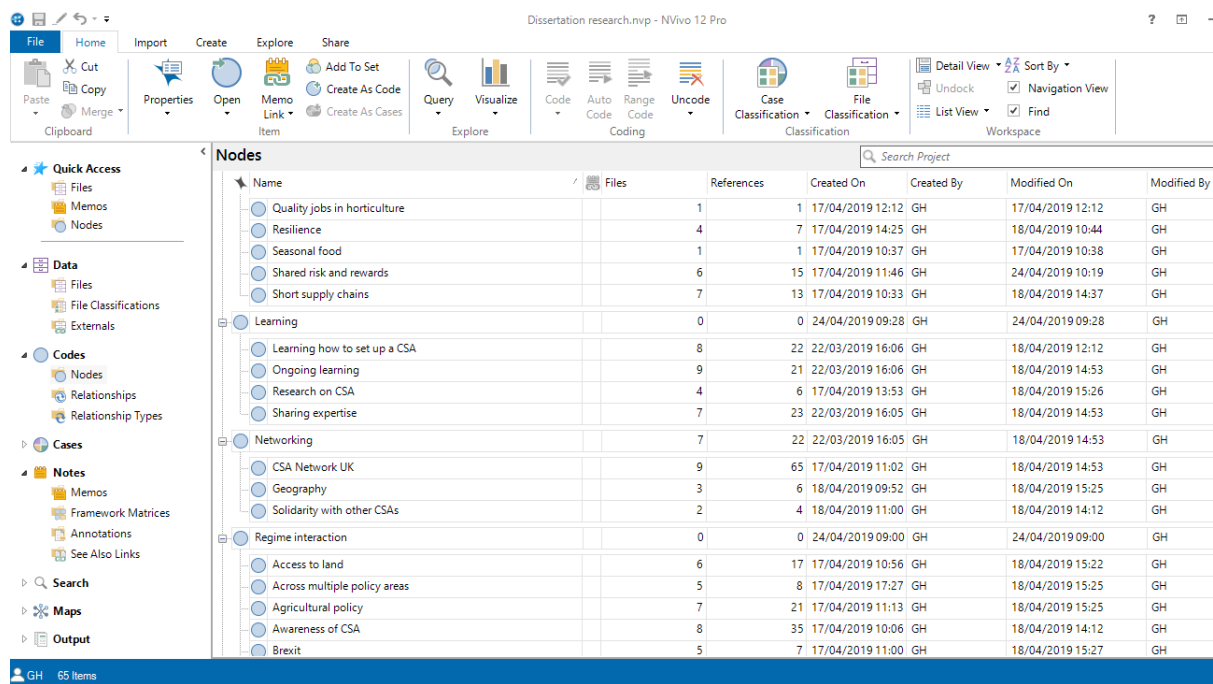 Dissertation research.nvp - NVivo 12 Pro
?
File Home Import Create Explore Share
Paste
Cut
Copy
Merge
Clipboard
Properties
Open
Memo Link
Add To Set
Create As Code
Create As Cases
Item
Query
Visualize
Explore
Code
Auto Code
Range Code
Uncode
Coding
Case Classification
File Classification
Classification
Detail View
Undock
List View
Sort By
Navigation View
Find
Workspace
Quick Access
Files
Memos
Nodes
Data
Files
File Classifications
Externals
Codes
Nodes
Relationships
Relationship Types
Cases
Notes
Memos
Framework Matrices
Annotations
See Also Links
Search
Maps
Output
Nodes
Search Project
Name Files References Created On Created By Modified On Modified By
Quality jobs in horticulture 1 1 17/04/2019 12:12 GH 17/04/2019 12:12 GH
Resilience 4 7 17/04/2019 14:25 GH 18/04/2019 10:44 GH
Seasonal food 1 1 17/04/2019 10:37 GH 17/04/2019 10:38 GH
Shared risk and rewards 6 15 17/04/2019 11:46 GH 24/04/2019 10:19 GH
Short supply chains 7 13 17/04/2019 10:33 GH 18/04/2019 14:37 GH
Learning 0 0 24/04/2019 09:28 GH 24/04/2019 09:28 GH
Learning how to set up a CSA 8 22 22/03/2019 16:06 GH 18/04/2019 12:12 GH
Ongoing learning 9 21 22/03/2019 16:06 GH 18/04/2019 14:53 GH
Research on CSA 4 6 17/04/2019 13:53 GH 18/04/2019 15:26 GH
Sharing expertise 7 23 22/03/2019 16:05 GH 18/04/2019 14:53 GH
Networking 7 22 22/03/2019 16:05 GH 18/04/2019 14:53 GH
CSA Network UK 9 65 17/04/2019 11:02 GH 18/04/2019 14:53 GH
Geography 3 6 18/04/2019 09:52 GH 18/04/2019 15:25 GH
Solidarity with other CSAs 2 4 18/04/2019 11:00 GH 18/04/2019 14:12 GH
Regime interaction 0 0 24/04/2019 09:00 GH 24/04/2019 09:00 GH
Access to land 6 17 17/04/2019 10:56 GH 18/04/2019 15:22 GH
Across multiple policy areas 5 8 17/04/2019 17:27 GH 18/04/2019 15:25 GH
Agricultural policy 7 21 17/04/2019 11:13 GH 18/04/2019 15:25 GH
Awareness of CSA 8 35 17/04/2019 10:06 GH 18/04/2019 14:12 GH
Brexit 5 7 17/04/2019 11:00 GH 18/04/2019 15:27 GH
GH 65 Items